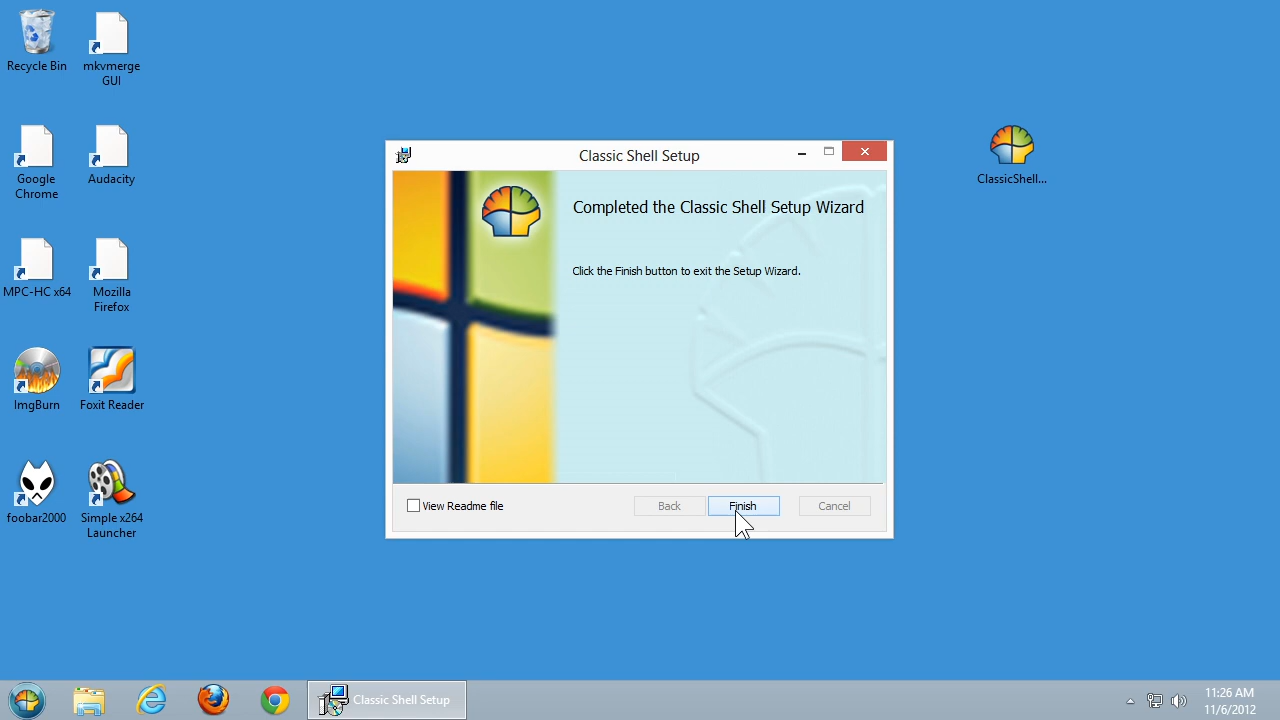 Recycle Bin
mkvmerge
GUI
Google
Chrome
Audacity
MPC-HC x64
Mozilla
Firefox
ImgBurn
Foxit Reader
foobar2000
Simple x264
Launcher
ClassicShell...
Classic Shell Setup
Completed the Classic Shell Setup Wizard
Click the Finish button to exit the Setup Wizard.
View Readme file
Back
Finish
Cancel
Classic Shell Setup
11:26 AM
11/6/2012